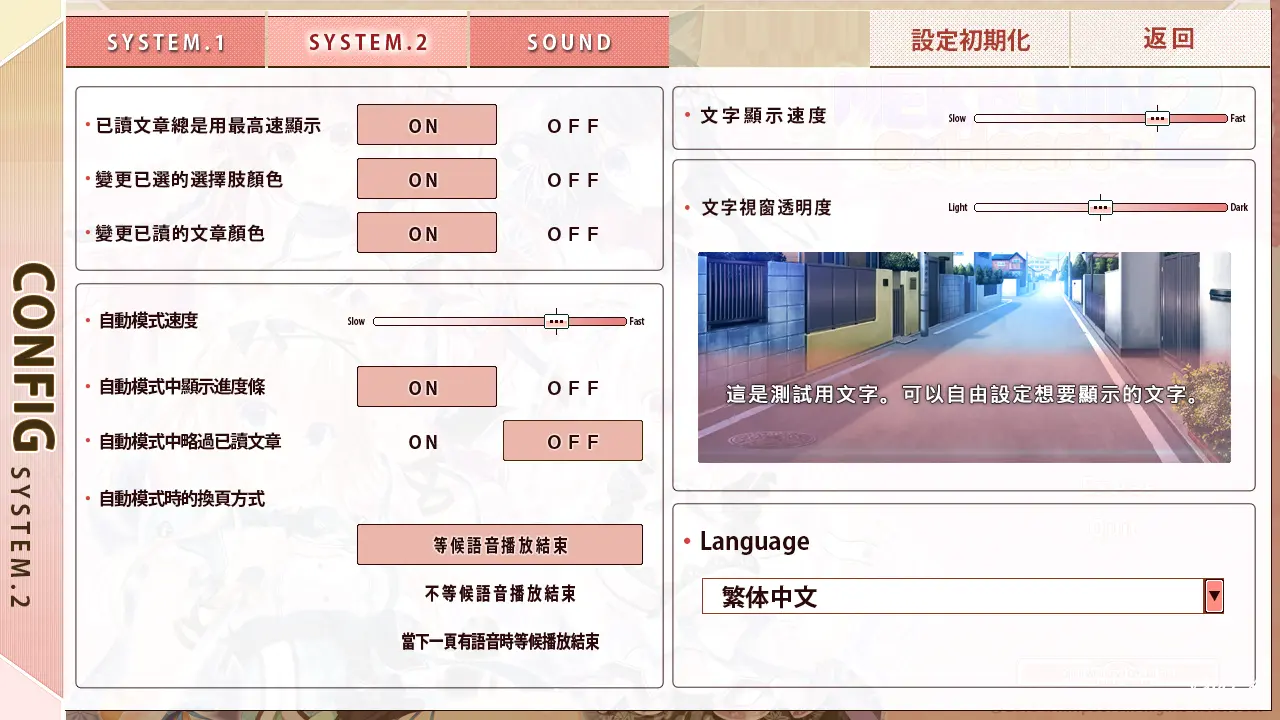 SYSTEM.1
SYSTEM.2
SOUND
設定初期化
返回
CONFIG SYSTEM.2
已讀文章總是用最高速顯示 ON OFF
變更已選的選擇肢顏色 ON OFF
變更已讀的文章顏色 ON OFF
自動模式速度 Slow Fast
自動模式中顯示進度條 ON OFF
自動模式中略過已讀文章 ON OFF
自動模式時的換頁方式
等候語音播放結束
不等候語音播放結束
當下一頁有語音時等候播放結束
文字顯示速度 Slow Fast
文字視窗透明度 Light Dark
這是測試用文字。可以自由設定想要顯示的文字。
Language
繁体中文